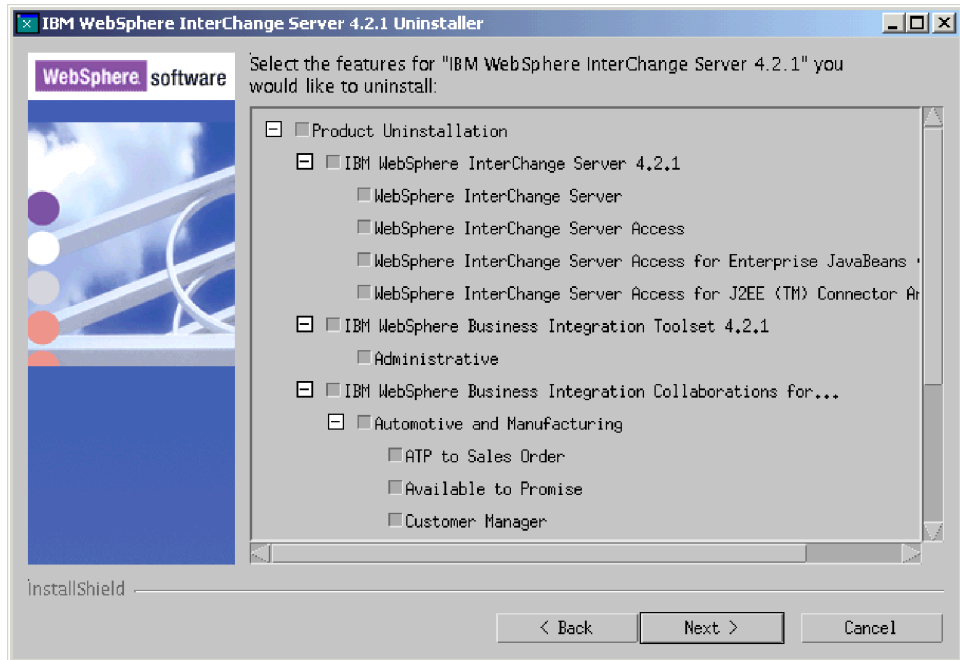 IBM WebSphere InterChange Server 4.2.1 Uninstaller
WebSphere software
Select the features for "IBM WebSphere InterChange Server 4.2.1" you
would like to uninstall:
Product Uninstallation
IBM WebSphere InterChange Server 4.2.1
WebSphere InterChange Server
WebSphere InterChange Server Access
WebSphere InterChange Server Access for Enterprise JavaBeans
WebSphere InterChange Server Access for J2EE (TM) Connector Ar
IBM WebSphere Business Integration Toolset 4.2.1
Administrative
IBM WebSphere Business Integration Collaborations for...
Automotive and Manufacturing
ATP to Sales Order
Available to Promise
Customer Manager
InstallShield
< Back
Next >
Cancel